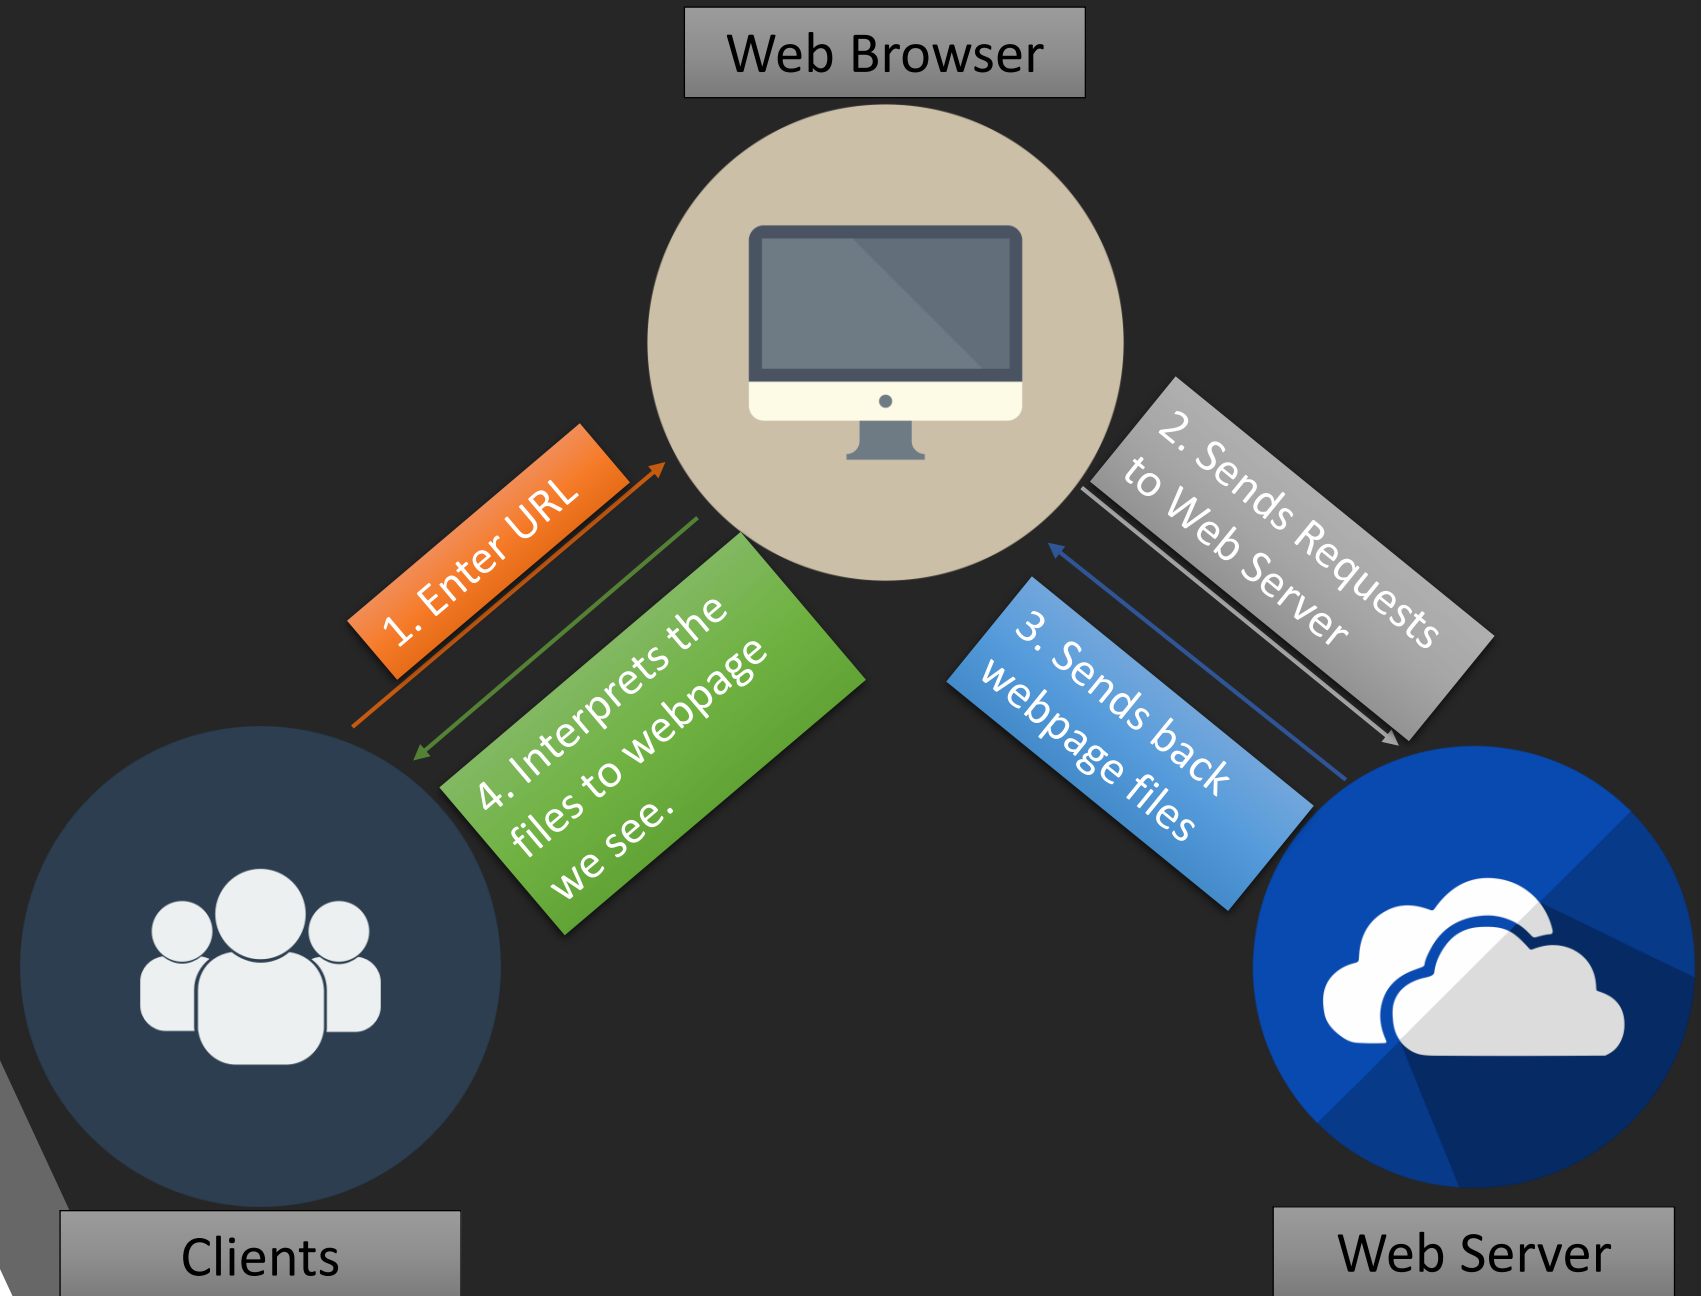 Web Browser
1. Enter URL
2. Sends Requests
to Web Server
3. Sends back
webpage files
4. Interprets the
files to webpage
we see.
Clients
Web Server